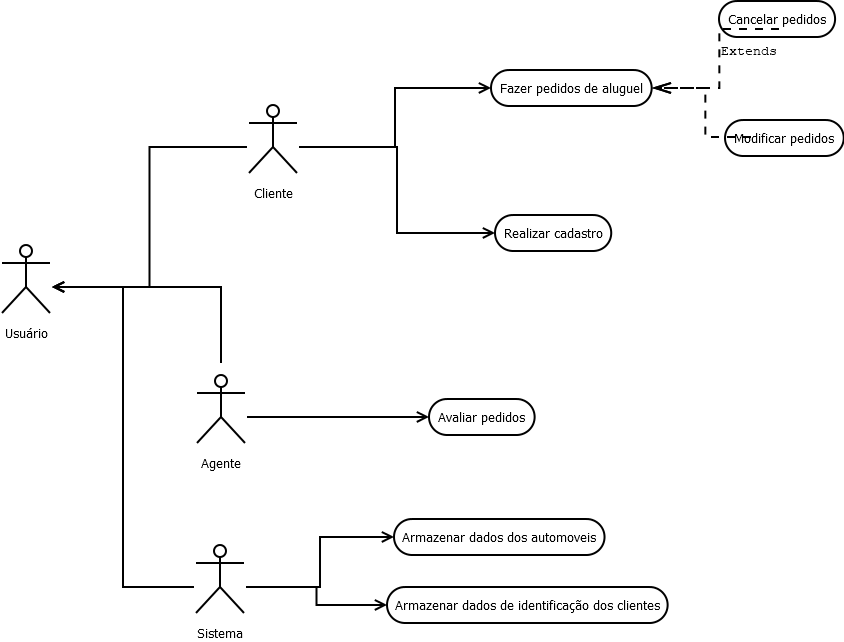 Cancelar pedidos
Extends
Fazer pedidos de aluguel
Modificar pedidos
Cliente
Realizar cadastro
Usuário
Avaliar pedidos
Agente
Armazenar dados dos automoveis
Armazenar dados de identificação dos clientes
Sistema